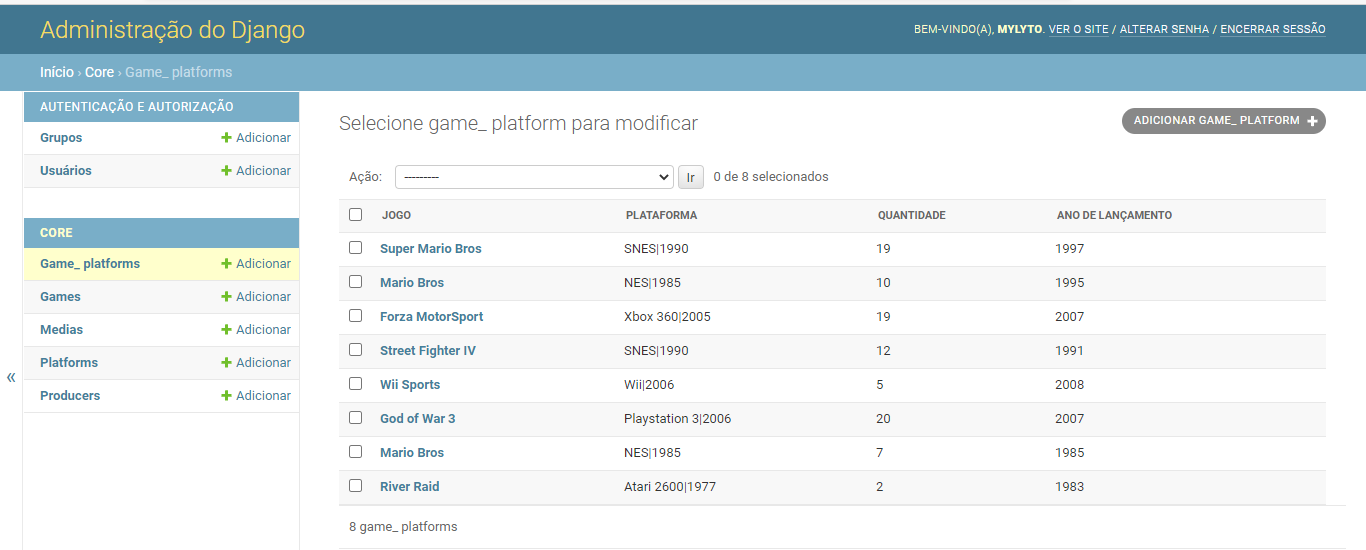 Administração do Django
BEM-VINDO(A), MYLYTO. VER O SITE / ALTERAR SENHA / ENCERRAR SESSÃO
Início › Core › Game_ platforms
AUTENTICAÇÃO E AUTORIZAÇÃO
Grupos Adicionar
Usuários Adicionar
CORE
Game_ platforms Adicionar
Games Adicionar
Medias Adicionar
Platforms Adicionar
Producers Adicionar
«
Selecione game_ platform para modificar
ADICIONAR GAME_ PLATFORM
Ação: --------- Ir 0 de 8 selecionados
JOGO PLATAFORMA QUANTIDADE ANO DE LANÇAMENTO
Super Mario Bros SNES|1990 19 1997
Mario Bros NES|1985 10 1995
Forza MotorSport Xbox 360|2005 19 2007
Street Fighter IV SNES|1990 12 1991
Wii Sports Wii|2006 5 2008
God of War 3 Playstation 3|2006 20 2007
Mario Bros NES|1985 7 1985
River Raid Atari 2600|1977 2 1983
8 game_ platforms